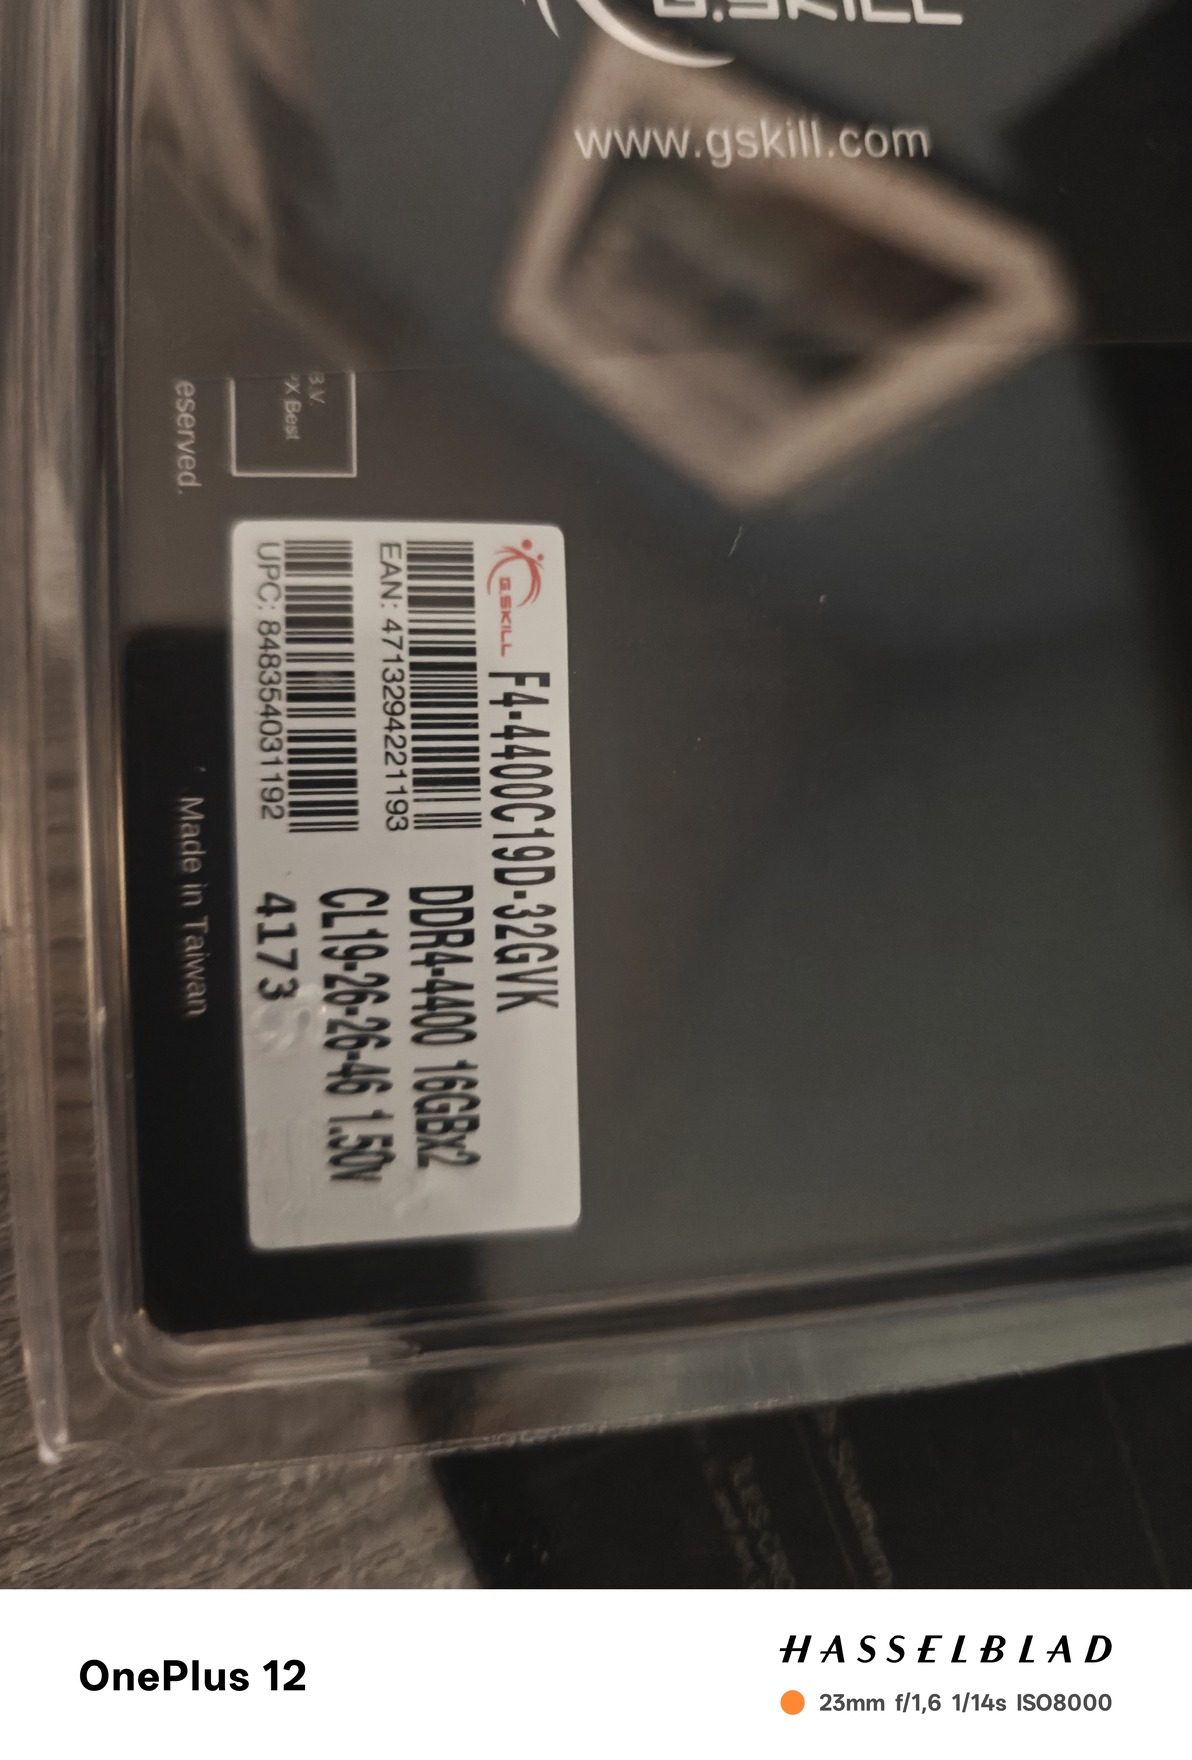 G.SKILL
www.gskill.com
B.V.
X Best
eserved.
G.SKILL
F4-4400C19D-32GVK
EAN: 4713294221193
DDR4-4400 16GBx2
CL19-26-26-46 1.50v
UPC: 848354031192
4173
Made in Taiwan
OnePlus 12
HASSELBLAD
23mm f/1,6 1/14s ISO8000